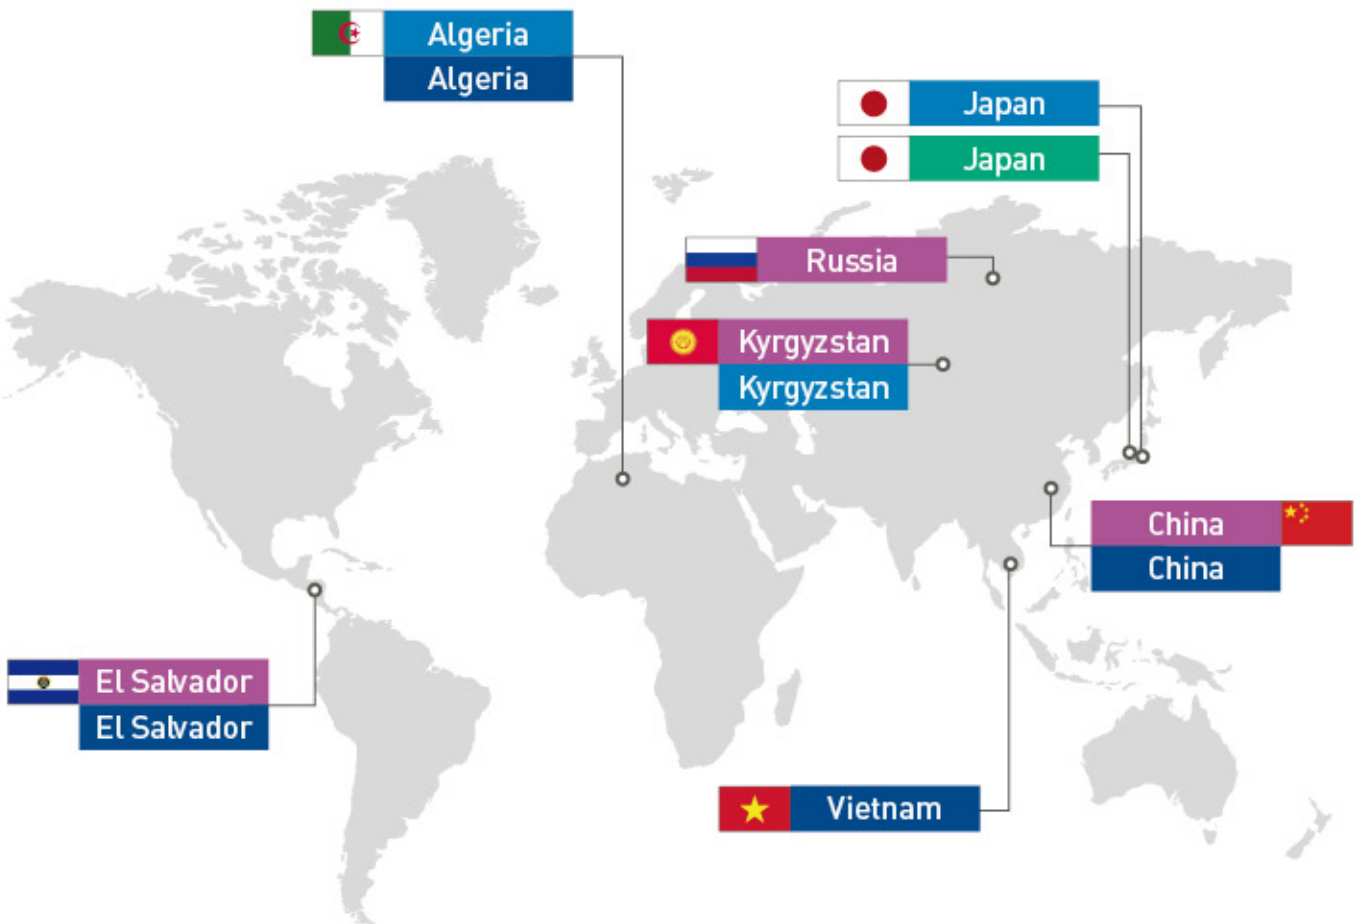 Algeria
Algeria
Japan
Japan
Russia
Kyrgyzstan
Kyrgyzstan
China
China
El Salvador
El Salvador
Vietnam